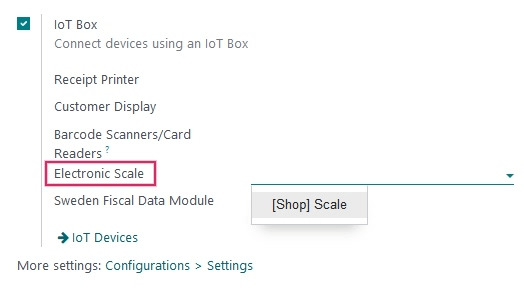 IoT Box
Connect devices using an IoT Box
Receipt Printer
Customer Display
Barcode Scanners/Card
Readers ?
Electronic Scale
[Shop] Scale
Sweden Fiscal Data Module
→ IoT Devices
More settings: Configurations > Settings